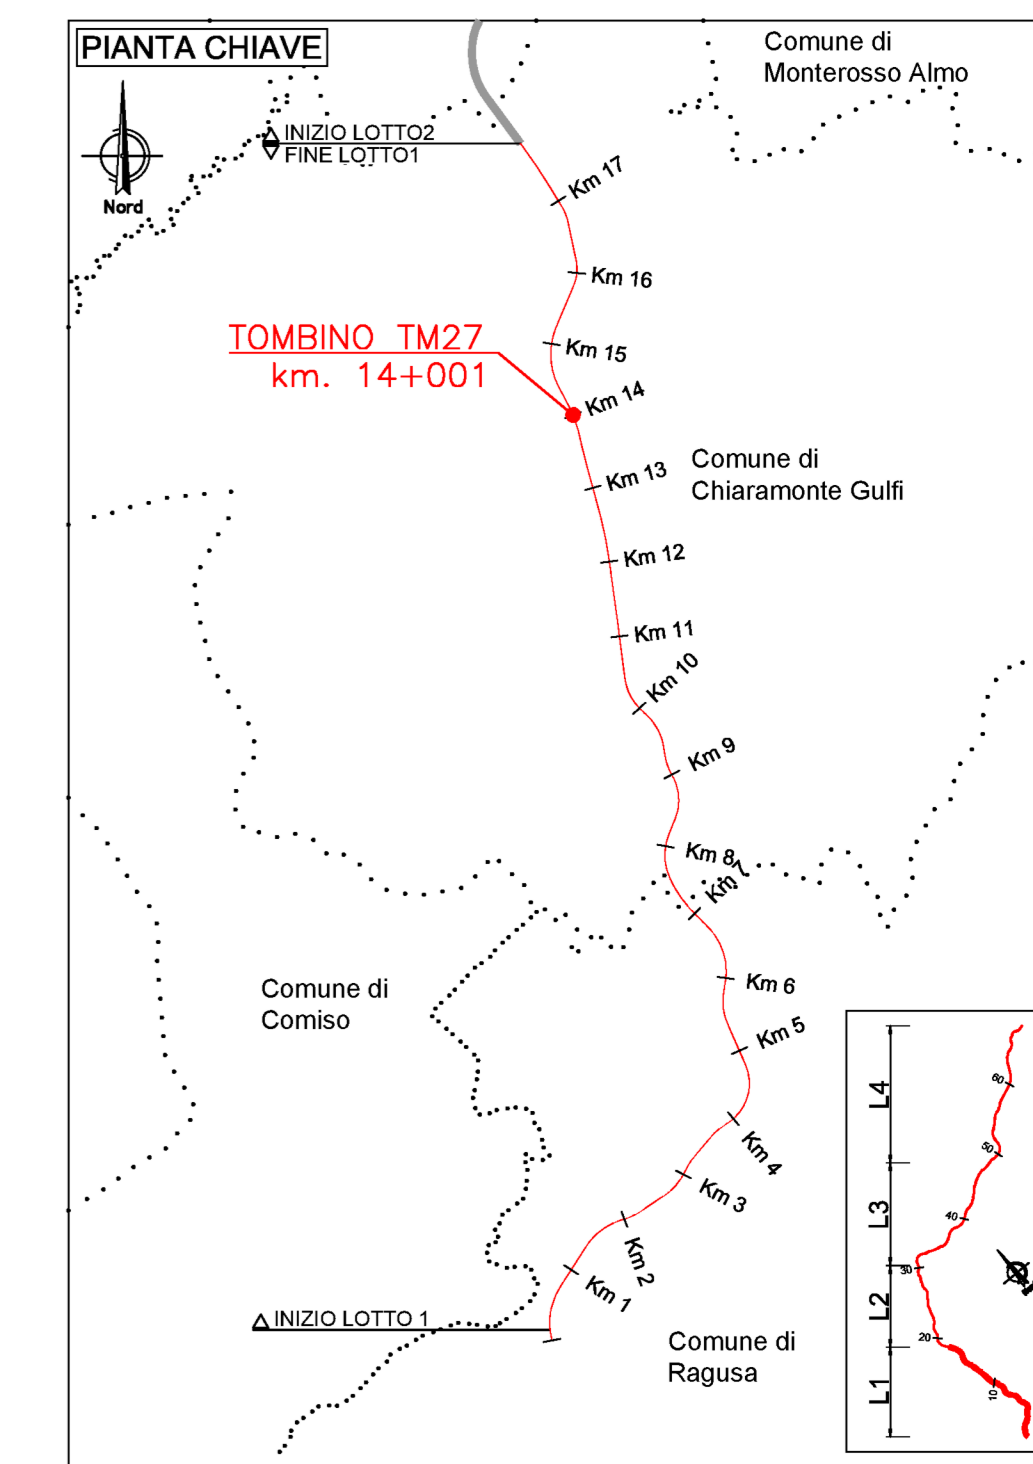 PIANTA CHIAVE
Comune di
Monterosso Almo
INIZIO LOTTO2
FINE LOTTO1
Nord
Km 17
Km 16
TOMBINO TM27
km. 14+001
Km 15
Km 14
Comune di
Chiaramonte Gulfi
Km 13
Km 12
Km 11
Km 10
Km 9
Km 8
Km 7
Comune di
Comiso
Km 6
Km 5
Km 4
Km 3
Km 2
Km 1
INIZIO LOTTO 1
Comune di
Ragusa
L4
60
50
L3
40
30
L2
20
L1
10